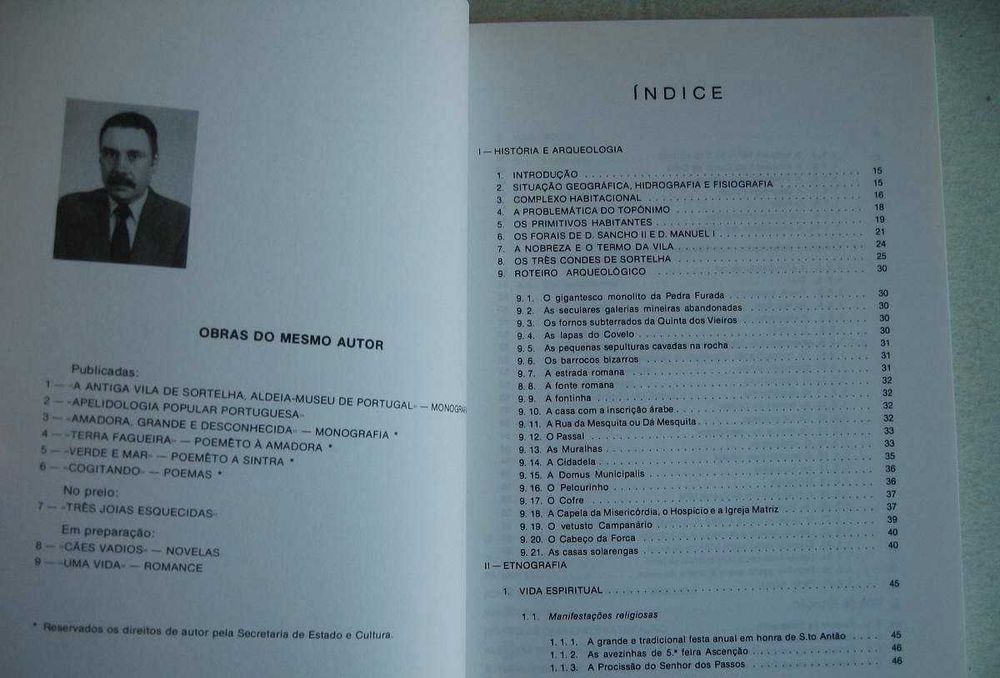 OBRAS DO MESMO AUTOR
Publicadas:
1 — «A ANTIGA VILA DE SORTELHA, ALDEIA-MUSEU DE PORTUGAL» — MONOGRAF
2 — «APELIDOLOGIA POPULAR PORTUGUESA»
3 — «AMADORA, GRANDE E DESCONHECIDA» — MONOGRAFIA *
4 — «TERRA FAGUEIRA» — POEMÊTO À AMADORA *
5 — «VERDE E MAR» — POEMÊTO A SINTRA *
6 — «COGITANDO» — POEMAS *
No prelo:
7 — «TRÊS JOIAS ESQUECIDAS»
Em preparação:
8 — «CÃES VADIOS» — NOVELAS
9 — «UMA VIDA» — ROMANCE
* Reservados os direitos de autor pela Secretaria de Estado e Cultura.
ÍNDICE
I — HISTÓRIA E ARQUEOLOGIA
1. INTRODUÇÃO 15
2. SITUAÇÃO GEOGRÁFICA, HIDROGRAFIA E FISIOGRAFIA 15
3. COMPLEXO HABITACIONAL 16
4. A PROBLEMÁTICA DO TOPÓNIMO 18
5. OS PRIMITIVOS HABITANTES 19
6. OS FORAIS DE D. SANCHO II E D. MANUEL I 21
7. A NOBREZA E O TERMO DA VILA 24
8. OS TRÊS CONDES DE SORTELHA 25
9. ROTEIRO ARQUEOLÓGICO 30
9. 1. O gigantesco monolito da Pedra Furada 30
9. 2. As seculares galerias mineiras abandonadas 30
9. 3. Os fornos subterrados da Quinta dos Vieiros 30
9. 4. As lapas do Covelo 30
9. 5. As pequenas sepulturas cavadas na rocha 31
9. 6. Os barrocos bizarros 31
9. 7. A estrada romana 31
8. 8. A fonte romana 32
9. 9. A fontinha 32
9. 10. A casa com a inscrição árabe 32
9. 11. A Rua da Mesquita ou Dá Mesquita 32
9. 12. O Passal 33
9. 13. As Muralhas 33
9. 14. A Cidadela 35
9. 15. A Domus Municipalis 36
9. 16. O Pelourinho 36
9. 17. O Cofre 37
9. 18. A Capela da Misericórdia, o Hospício e a Igreja Matriz 37
9. 19. O vetusto Campanário 39
9. 20. O Cabeço da Forca 40
9. 21. As casas solarengas 40
II — ETNOGRAFIA
1. VIDA ESPIRITUAL 45
1. 1. Manifestações religiosas
1. 1. 1. A grande e tradicional festa anual em honra de S.to Antão 45
1. 1. 2. As avezinhas de 5.ª feira Ascenção 46
1. 1. 3. A Procissão do Senhor dos Passos 46